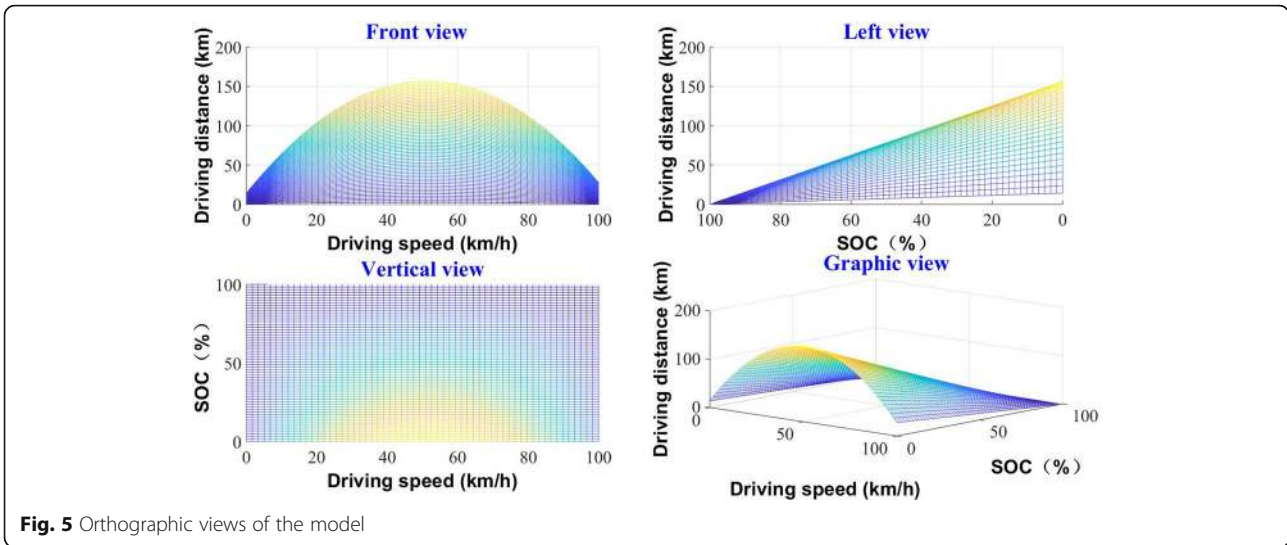 Front view
Driving distance (km)
200
150
100
50
0
0 20 40 60 80 100
Driving speed (km/h)
Left view
Driving distance (km)
200
150
100
50
0
100 80 60 40 20 0
SOC（%）
Vertical view
SOC（%）
100
50
0
0 20 40 60 80 100
Driving speed (km/h)
Graphic view
Driving distance (km)
200
100
0
0 50 100
Driving speed (km/h)
0 50 100
SOC（%）
Fig. 5 Orthographic views of the model